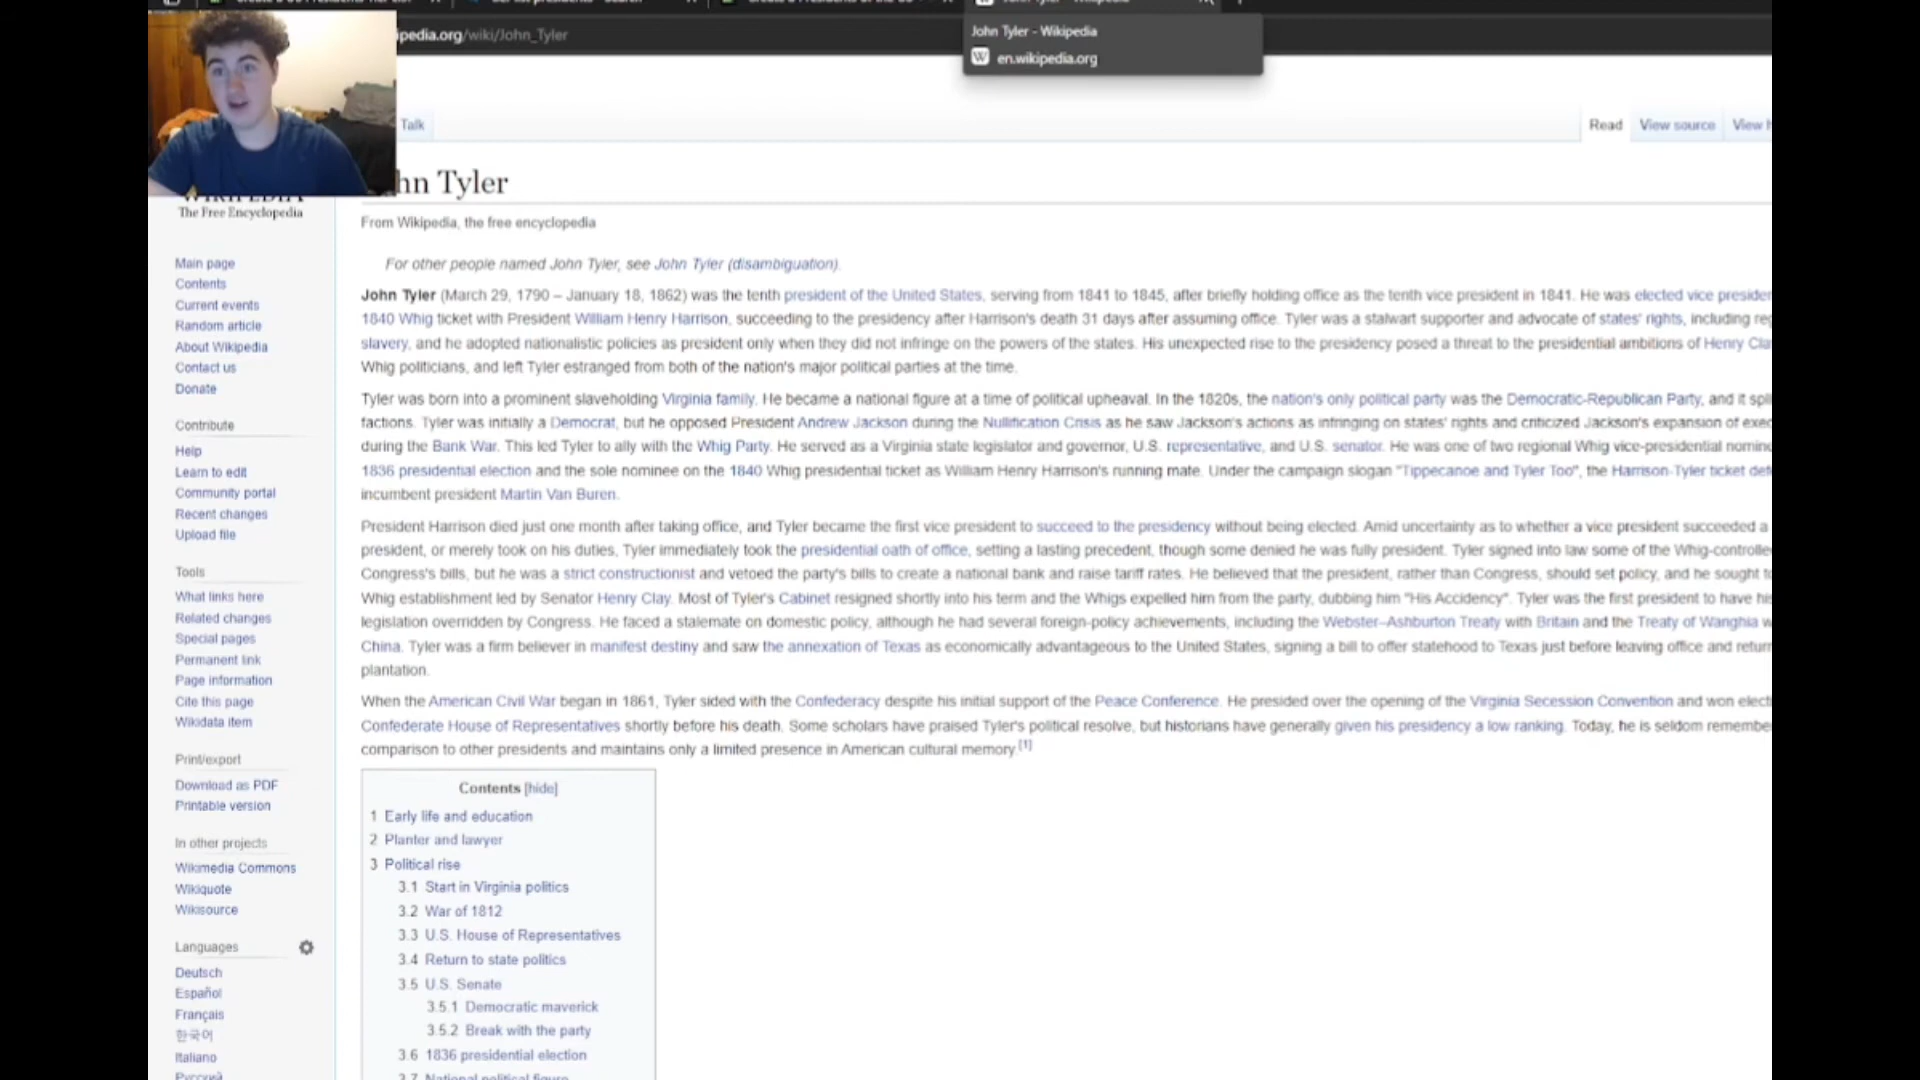 pedia.org/wiki/John_Tyler
John Tyler - Wikipedia
en.wikipedia.org
Talk
Read View source View
hn Tyler
The Free Encyclopedia
From Wikipedia, the free encyclopedia
For other people named John Tyler, see John Tyler (disambiguation).
John Tyler (March 29, 1790 – January 18, 1862) was the tenth president of the United States, serving from 1841 to 1845, after briefly holding office as the tenth vice president in 1841. He was elected vice presiden
1840 Whig ticket with President William Henry Harrison, succeeding to the presidency after Harrison's death 31 days after assuming office. Tyler was a stalwart supporter and advocate of states' rights, including reg
slavery, and he adopted nationalistic policies as president only when they did not infringe on the powers of the states. His unexpected rise to the presidency posed a threat to the presidential ambitions of Henry Cla
Whig politicians, and left Tyler estranged from both of the nation's major political parties at the time.
Tyler was born into a prominent slaveholding Virginia family. He became a national figure at a time of political upheaval. In the 1820s, the nation's only political party was the Democratic-Republican Party, and it spli
factions. Tyler was initially a Democrat, but he opposed President Andrew Jackson during the Nullification Crisis as he saw Jackson's actions as infringing on states' rights and criticized Jackson's expansion of exec
during the Bank War. This led Tyler to ally with the Whig Party. He served as a Virginia state legislator and governor, U.S. representative, and U.S. senator. He was one of two regional Whig vice-presidential nomine
1836 presidential election and the sole nominee on the 1840 Whig presidential ticket as William Henry Harrison's running mate. Under the campaign slogan "Tippecanoe and Tyler Too", the Harrison-Tyler ticket defe
incumbent president Martin Van Buren.
President Harrison died just one month after taking office, and Tyler became the first vice president to succeed to the presidency without being elected. Amid uncertainty as to whether a vice president succeeded a
president, or merely took on his duties, Tyler immediately took the presidential oath of office, setting a lasting precedent, though some denied he was fully president. Tyler signed into law some of the Whig-controlle
Congress's bills, but he was a strict constructionist and vetoed the party's bills to create a national bank and raise tariff rates. He believed that the president, rather than Congress, should set policy, and he sought to
Whig establishment led by Senator Henry Clay. Most of Tyler's Cabinet resigned shortly into his term and the Whigs expelled him from the party, dubbing him "His Accidency". Tyler was the first president to have his
legislation overridden by Congress. He faced a stalemate on domestic policy, although he had several foreign-policy achievements, including the Webster–Ashburton Treaty with Britain and the Treaty of Wanghia w
China. Tyler was a firm believer in manifest destiny and saw the annexation of Texas as economically advantageous to the United States, signing a bill to offer statehood to Texas just before leaving office and return
plantation.
When the American Civil War began in 1861, Tyler sided with the Confederacy despite his initial support of the Peace Conference. He presided over the opening of the Virginia Secession Convention and won electi
Confederate House of Representatives shortly before his death. Some scholars have praised Tyler's political resolve, but historians have generally given his presidency a low ranking. Today, he is seldom remembe
comparison to other presidents and maintains only a limited presence in American cultural memory.[1]
Main page
Contents
Current events
Random article
About Wikipedia
Contact us
Donate
Contribute
Help
Learn to edit
Community portal
Recent changes
Upload file
Tools
What links here
Related changes
Special pages
Permanent link
Page information
Cite this page
Wikidata item
Print/export
Download as PDF
Printable version
In other projects
Wikimedia Commons
Wikiquote
Wikisource
Languages
Deutsch
Español
Français
한국어
Italiano
Русский
Contents [hide]
1 Early life and education
2 Planter and lawyer
3 Political rise
3.1 Start in Virginia politics
3.2 War of 1812
3.3 U.S. House of Representatives
3.4 Return to state politics
3.5 U.S. Senate
3.5.1 Democratic maverick
3.5.2 Break with the party
3.6 1836 presidential election
3.7 National political figure